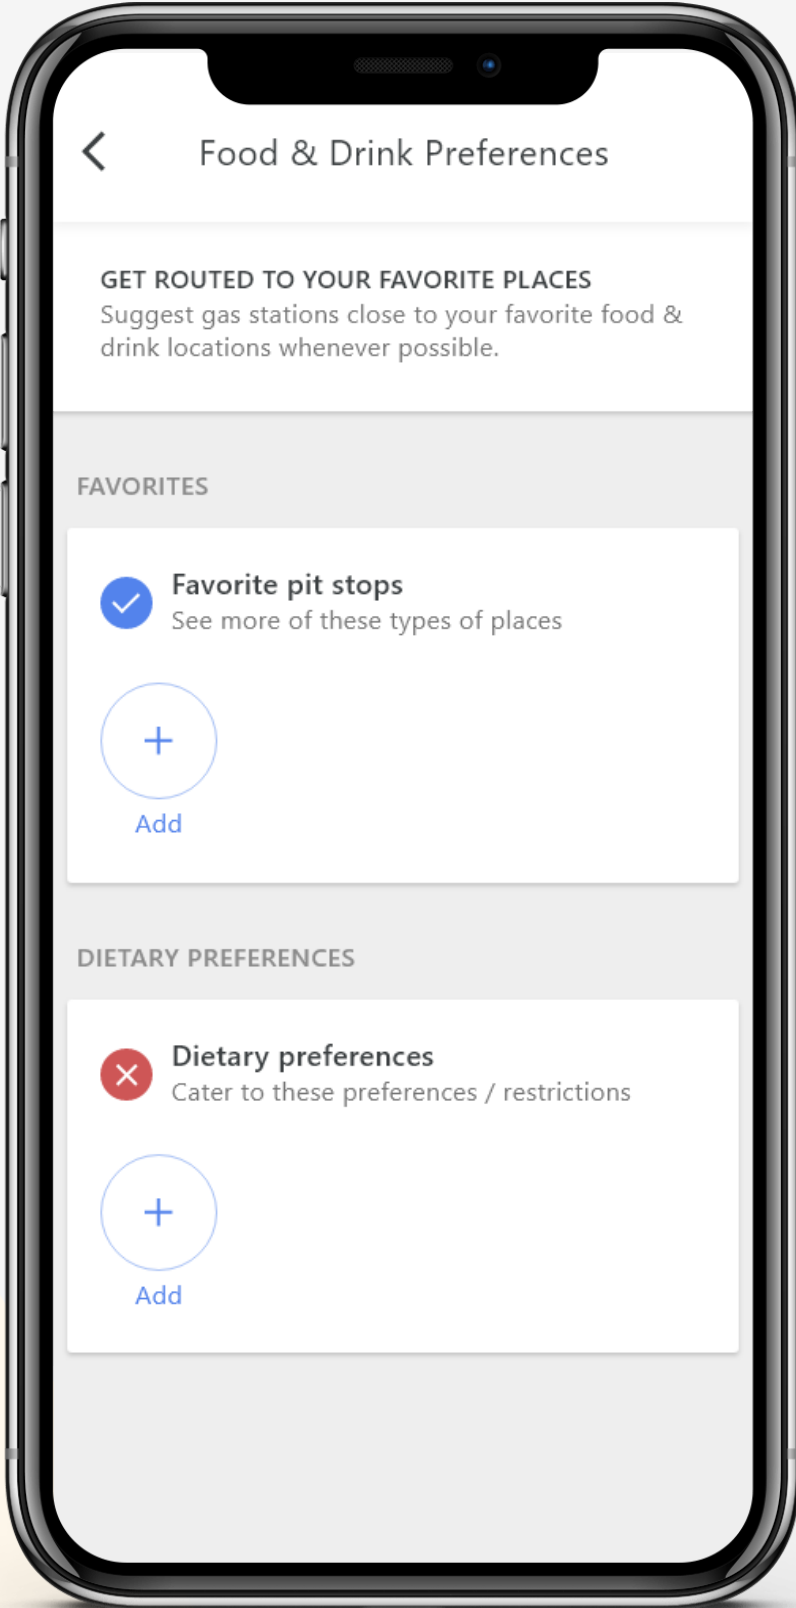 Food & Drink Preferences
GET ROUTED TO YOUR FAVORITE PLACES
Suggest gas stations close to your favorite food &
drink locations whenever possible.
FAVORITES
Favorite pit stops
See more of these types of places
Add
DIETARY PREFERENCES
Dietary preferences
Cater to these preferences / restrictions
Add